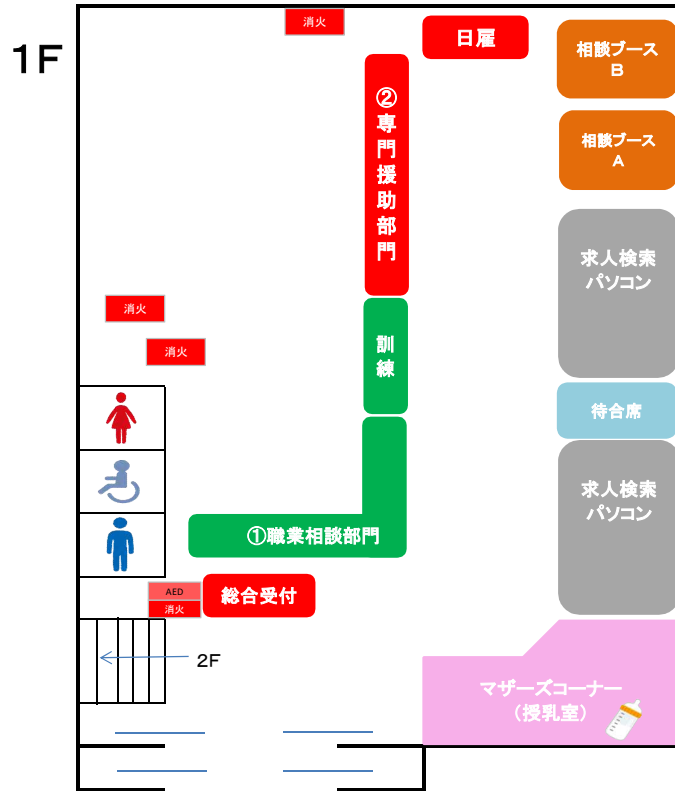 1F
消火
日雇
相談ブース
B
②専門援助部門
相談ブース
A
求人検索
パソコン
消火
訓練
消火
待合席
求人検索
パソコン
①職業相談部門
AED
消火
総合受付
2F
マザーズコーナー
(授乳室)